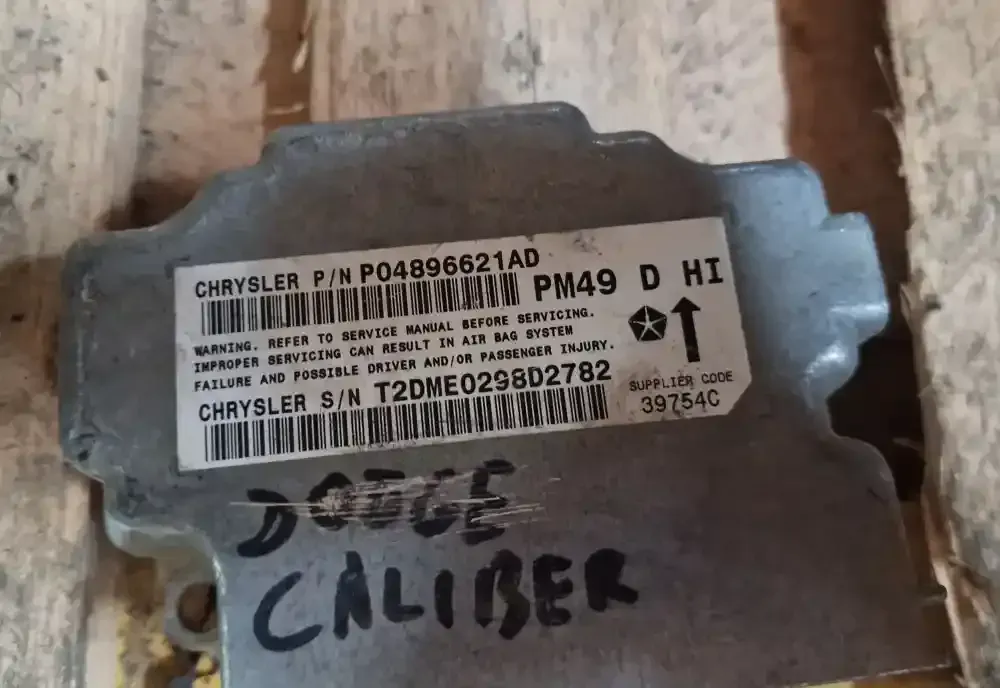 CHRYSLER P/N P04896621AD
PM49 D HI
WARNING. REFER TO SERVICE MANUAL BEFORE SERVICING.
IMPROPER SERVICING CAN RESULT IN AIR BAG SYSTEM
FAILURE AND POSSIBLE DRIVER AND/OR PASSENGER INJURY.
CHRYSLER S/N T2DME0298D2782
SUPPLIER CODE
39754C
DODGE
CALIBER